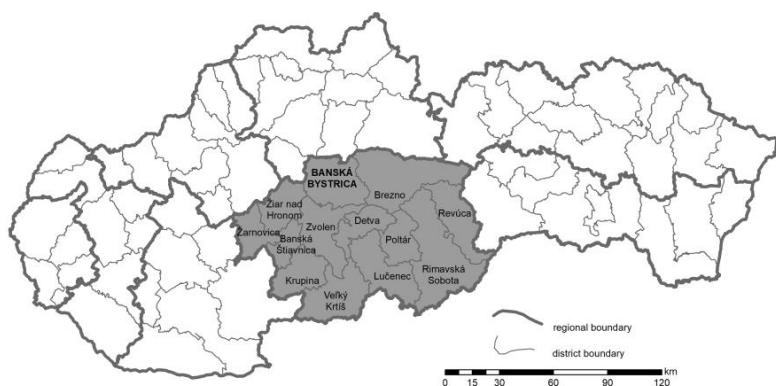 BANSKÁ
BYSTRICA
Brezno
Žiar nad
Hronom
Revúca
Detva
Zvolen
Žarnovica
Banská
Štiavnica
Poltár
Krupina
Lučenec
Rimavská
Sobota
Veľký
Krtíš
regional boundary
district boundary
km
0 15 30 60 90 120